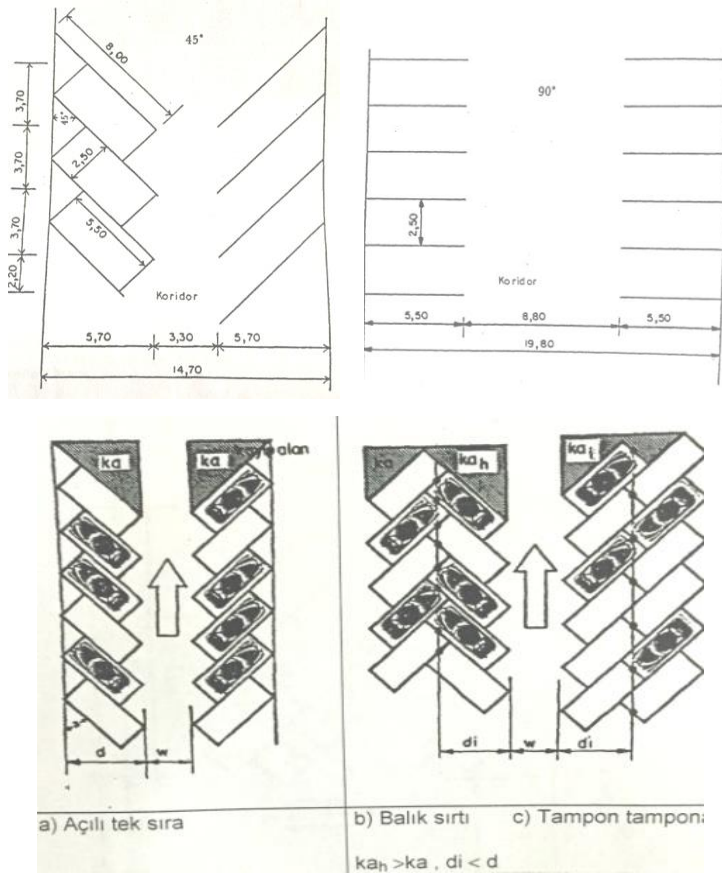 45°
8,00
3,70
45°
3,70
2,50
3,70
5,50
2,20
Koridor
5,70 3,30 5,70
14,70
90°
2,50
Koridor
5,50 8,80 5,50
19,80
ka ka alan
d w
a) Açılı tek sıra
ka ka_h ka_t
di w di
b) Balık sırtı c) Tampon tampona
ka_h >ka , di < d